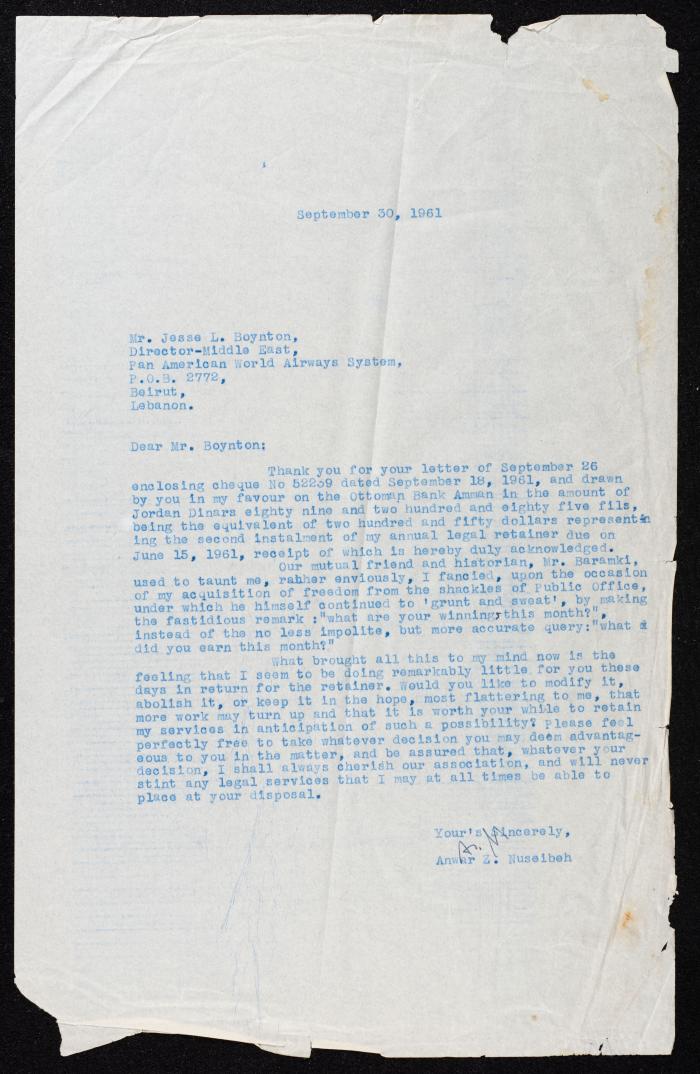 September 30, 1961
Mr. Jesse L. Boynton,
Director-Middle East,
Pan American World Airways System,
P.O.B. 2772,
Beirut,
Lebanon.
Dear Mr. Boynton:
Thank you for your letter of September 26
enclosing cheque No 52259 dated September 18, 1961, and drawn
by you in my favour on the Ottoman Bank Amman in the amount of
Jordan Dinars eighty nine and two hundred and eighty five fils,
being the equivalent of two hundred and fifty dollars represent-
ing the second instalment of my annual legal retainer due on
June 15, 1961, receipt of which is hereby duly acknowledged.
Our mutual friend and historian, Mr. Baramki,
used to taunt me, rather enviously, I fancied, upon the occasion
of my acquisition of freedom from the shackles of Public Office,
under which he himself continued to 'grunt and sweat', by making
the fastidious remark :"what are your winnings this month?",
instead of the no less impolite, but more accurate query:"what
did you earn this month?"
What brought all this to my mind now is the
feeling that I seem to be doing remarkably little for you these
days in return for the retainer. Would you like to modify it,
abolish it, or keep it in the hope, most flattering to me, that
more work may turn up and that it is worth your while to retain
my services in anticipation of such a possibility? Please feel
perfectly free to take whatever decision you may deem advantag-
eous to you in the matter, and be assured that, whatever your
decision, I shall always cherish our association, and will never
stint any legal services that I may at all times be able to
place at your disposal.
Your's Sincerely,
Anwar Z. Nuseibeh